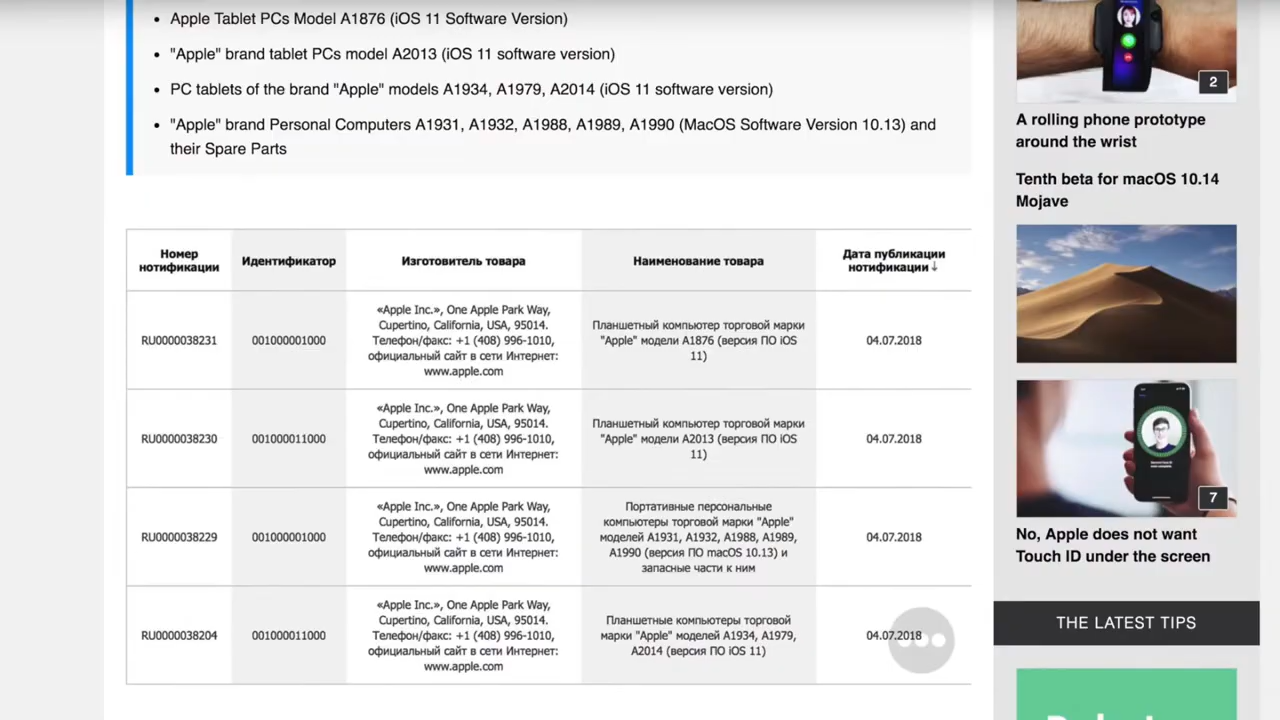 Apple Tablet PCs Model A1876 (iOS 11 Software Version)
"Apple" brand tablet PCs model A2013 (iOS 11 software version)
PC tablets of the brand "Apple" models A1934, A1979, A2014 (iOS 11 software version)
"Apple" brand Personal Computers A1931, A1932, A1988, A1989, A1990 (MacOS Software Version 10.13) and
their Spare Parts
Номер
нотификации
Идентификатор
Изготовитель товара
Наименование товара
Дата публикации
нотификации↓
RU0000038231
001000001000
«Apple Inc.», One Apple Park Way,
Cupertino, California, USA, 95014.
Телефон/факс: +1 (408) 996-1010,
официальный сайт в сети Интернет:
www.apple.com
Планшетный компьютер торговой марки
"Apple" модели A1876 (версия ПО iOS
11)
04.07.2018
RU0000038230
001000011000
«Apple Inc.», One Apple Park Way,
Cupertino, California, USA, 95014.
Телефон/факс: +1 (408) 996-1010,
официальный сайт в сети Интернет:
www.apple.com
Планшетный компьютер торговой марки
"Apple" модели A2013 (версия ПО iOS
11)
04.07.2018
RU0000038229
001000001000
«Apple Inc.», One Apple Park Way,
Cupertino, California, USA, 95014.
Телефон/факс: +1 (408) 996-1010,
официальный сайт в сети Интернет:
www.apple.com
Портативные персональные
компьютеры торговой марки "Apple"
моделей A1931, A1932, A1988, A1989,
A1990 (версия ПО macOS 10.13) и
запасные части к ним
04.07.2018
RU0000038204
001000011000
«Apple Inc.», One Apple Park Way,
Cupertino, California, USA, 95014.
Телефон/факс: +1 (408) 996-1010,
официальный сайт в сети Интернет:
www.apple.com
Планшетные компьютеры торговой
марки "Apple" моделей A1934, A1979,
A2014 (версия ПО iOS 11)
04.07.2018
2
A rolling phone prototype
around the wrist
Tenth beta for macOS 10.14
Mojave
7
No, Apple does not want
Touch ID under the screen
THE LATEST TIPS